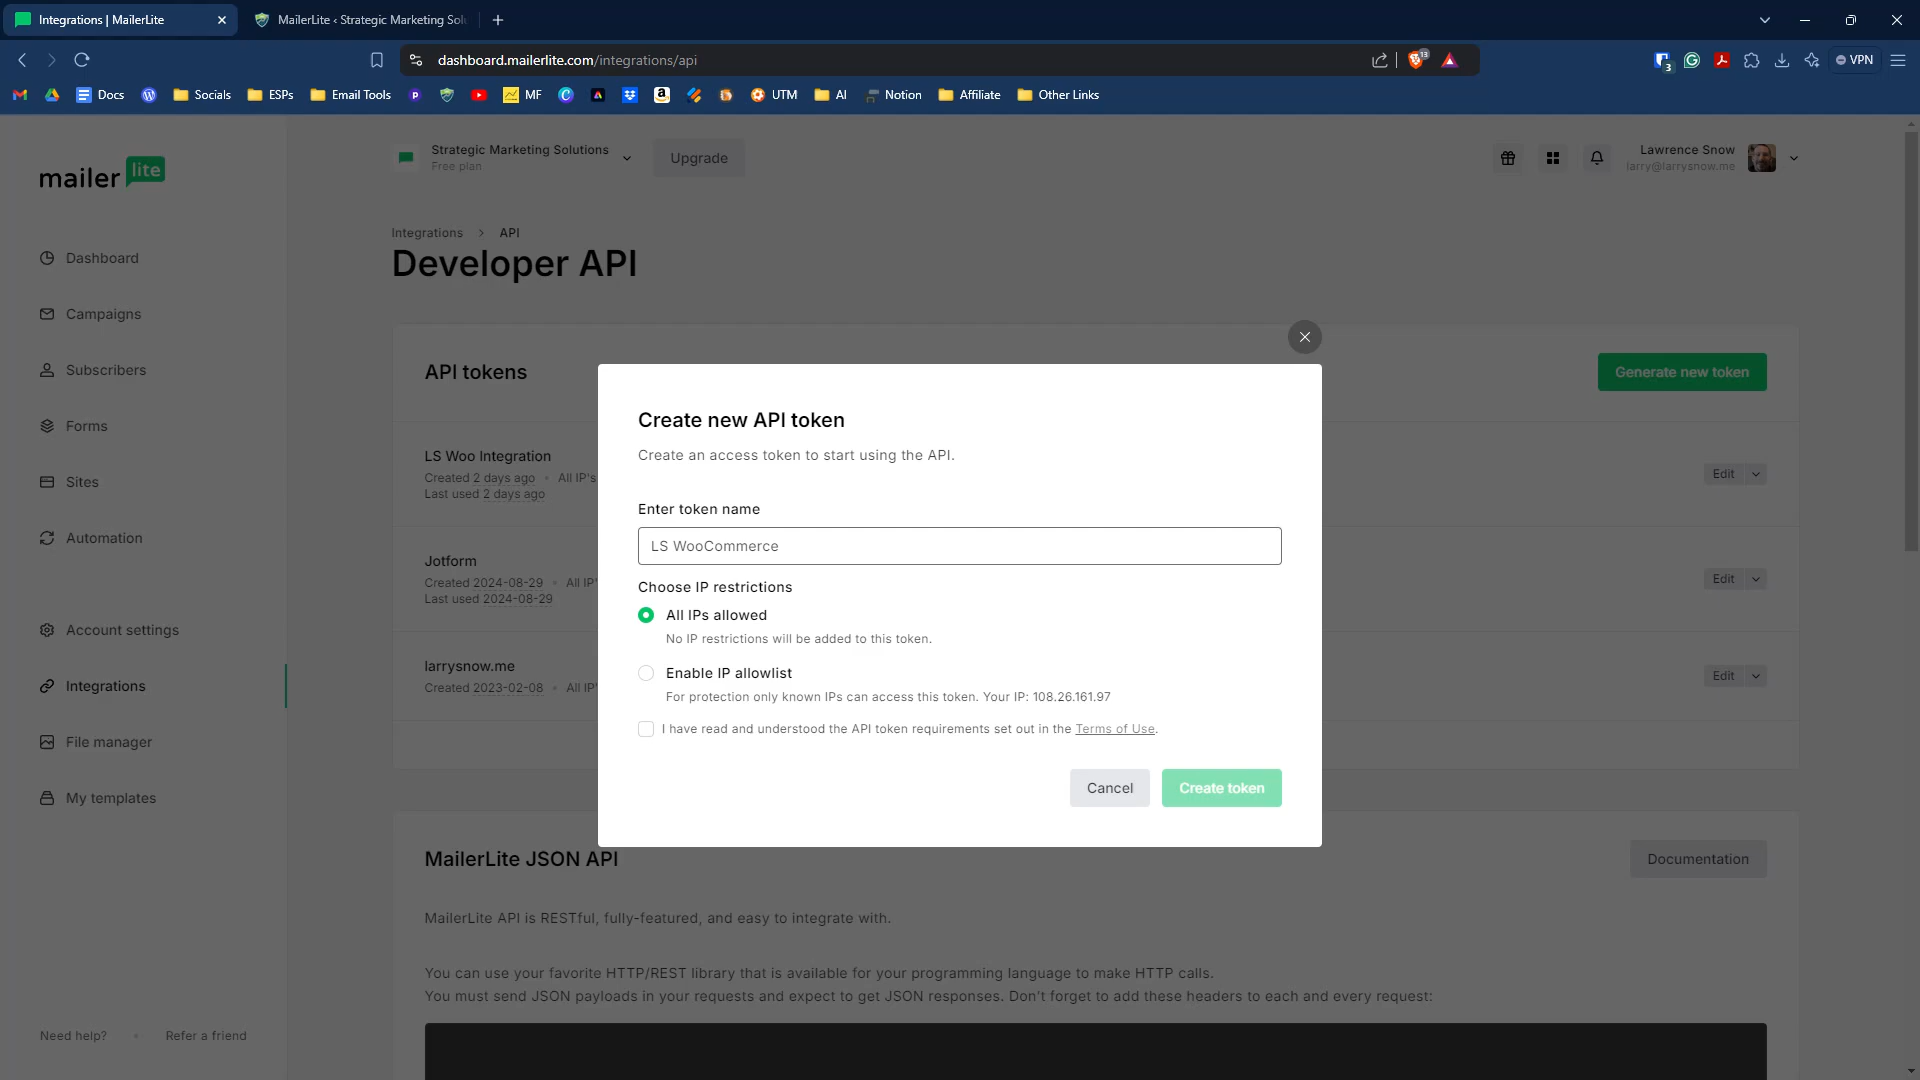 Integrations | MailerLite
MailerLite ‹ Strategic Marketing Solu
dashboard.mailerlite.com/integrations/api
13
3
VPN
Docs
Socials
ESPs
Email Tools
MF
UTM
AI
Notion
Affiliate
Other Links
mailer lite
Strategic Marketing Solutions
Free plan
Upgrade
Lawrence Snow
larry@larrysnow.me
Dashboard
Campaigns
Subscribers
Forms
Sites
Automation
Account settings
Integrations
File manager
My templates
Need help?
Refer a friend
Integrations > API
Developer API
API tokens
Generate new token
LS Woo Integration
Created 2 days ago • All IP's
Last used 2 days ago
Edit
Jotform
Created 2024-08-29 • All IP'
Last used 2024-08-29
Edit
larrysnow.me
Created 2023-02-08 • All IP'
Edit
Create new API token
Create an access token to start using the API.
Enter token name
LS WooCommerce
Choose IP restrictions
All IPs allowed
No IP restrictions will be added to this token.
Enable IP allowlist
For protection only known IPs can access this token. Your IP: 108.26.161.97
I have read and understood the API token requirements set out in the Terms of Use.
Cancel
Create token
MailerLite JSON API
Documentation
MailerLite API is RESTful, fully-featured, and easy to integrate with.
You can use your favorite HTTP/REST library that is available for your programming language to make HTTP calls.
You must send JSON payloads in your requests and expect to get JSON responses. Don't forget to add these headers to each and every request: